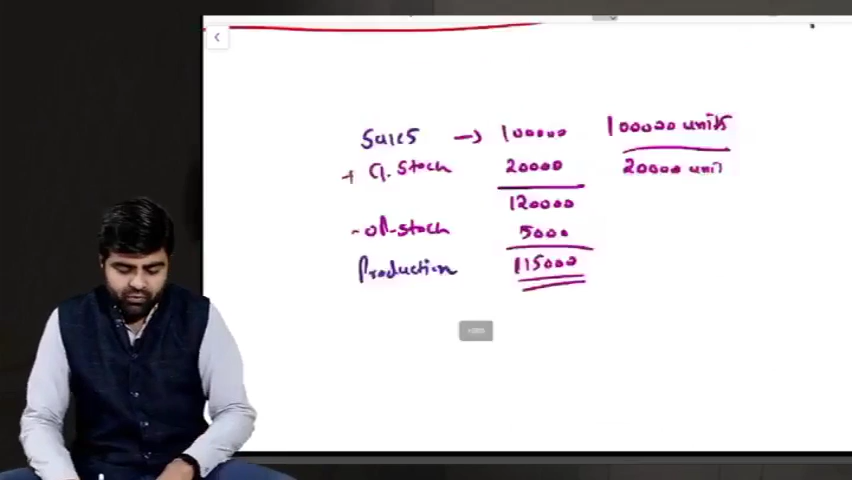 Sales → 100000 100000 units
+ Cl. Stock 20000 20000 unit
120000
- OP-stock 5000
Production 115000